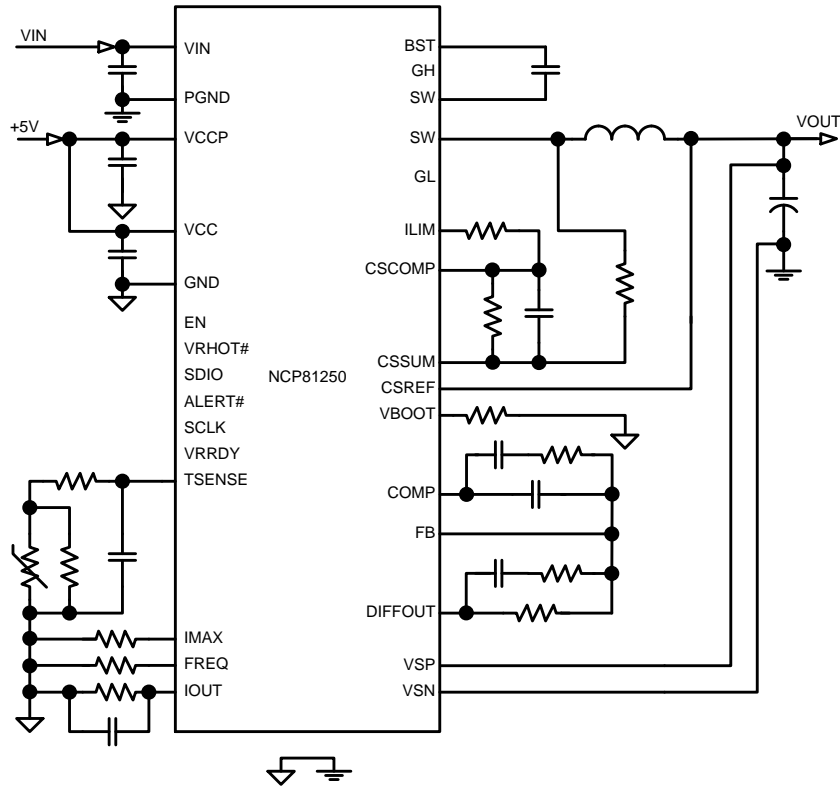 VIN
+5V
VIN
PGND
VCCP
VCC
GND
EN
VRHOT#
SDIO
ALERT#
SCLK
VRRDY
TSENSE
IMAX
FREQ
IOUT
NCP81250
BST
GH
SW
SW
GL
ILIM
CSCOMP
CSSUM
CSREF
VBOOT
COMP
FB
DIFFOUT
VSP
VSN
VOUT